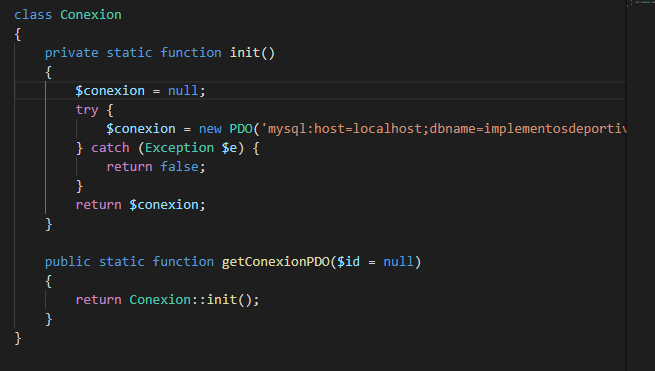 class Conexion
{
    private static function init()
    {
        $conexion = null;
        try {
            $conexion = new PDO('mysql:host=localhost;dbname=implementosdeportiv
        } catch (Exception $e) {
            return false;
        }
        return $conexion;
    }

    public static function getConexionPDO($id = null)
    {
        return Conexion::init();
    }
}